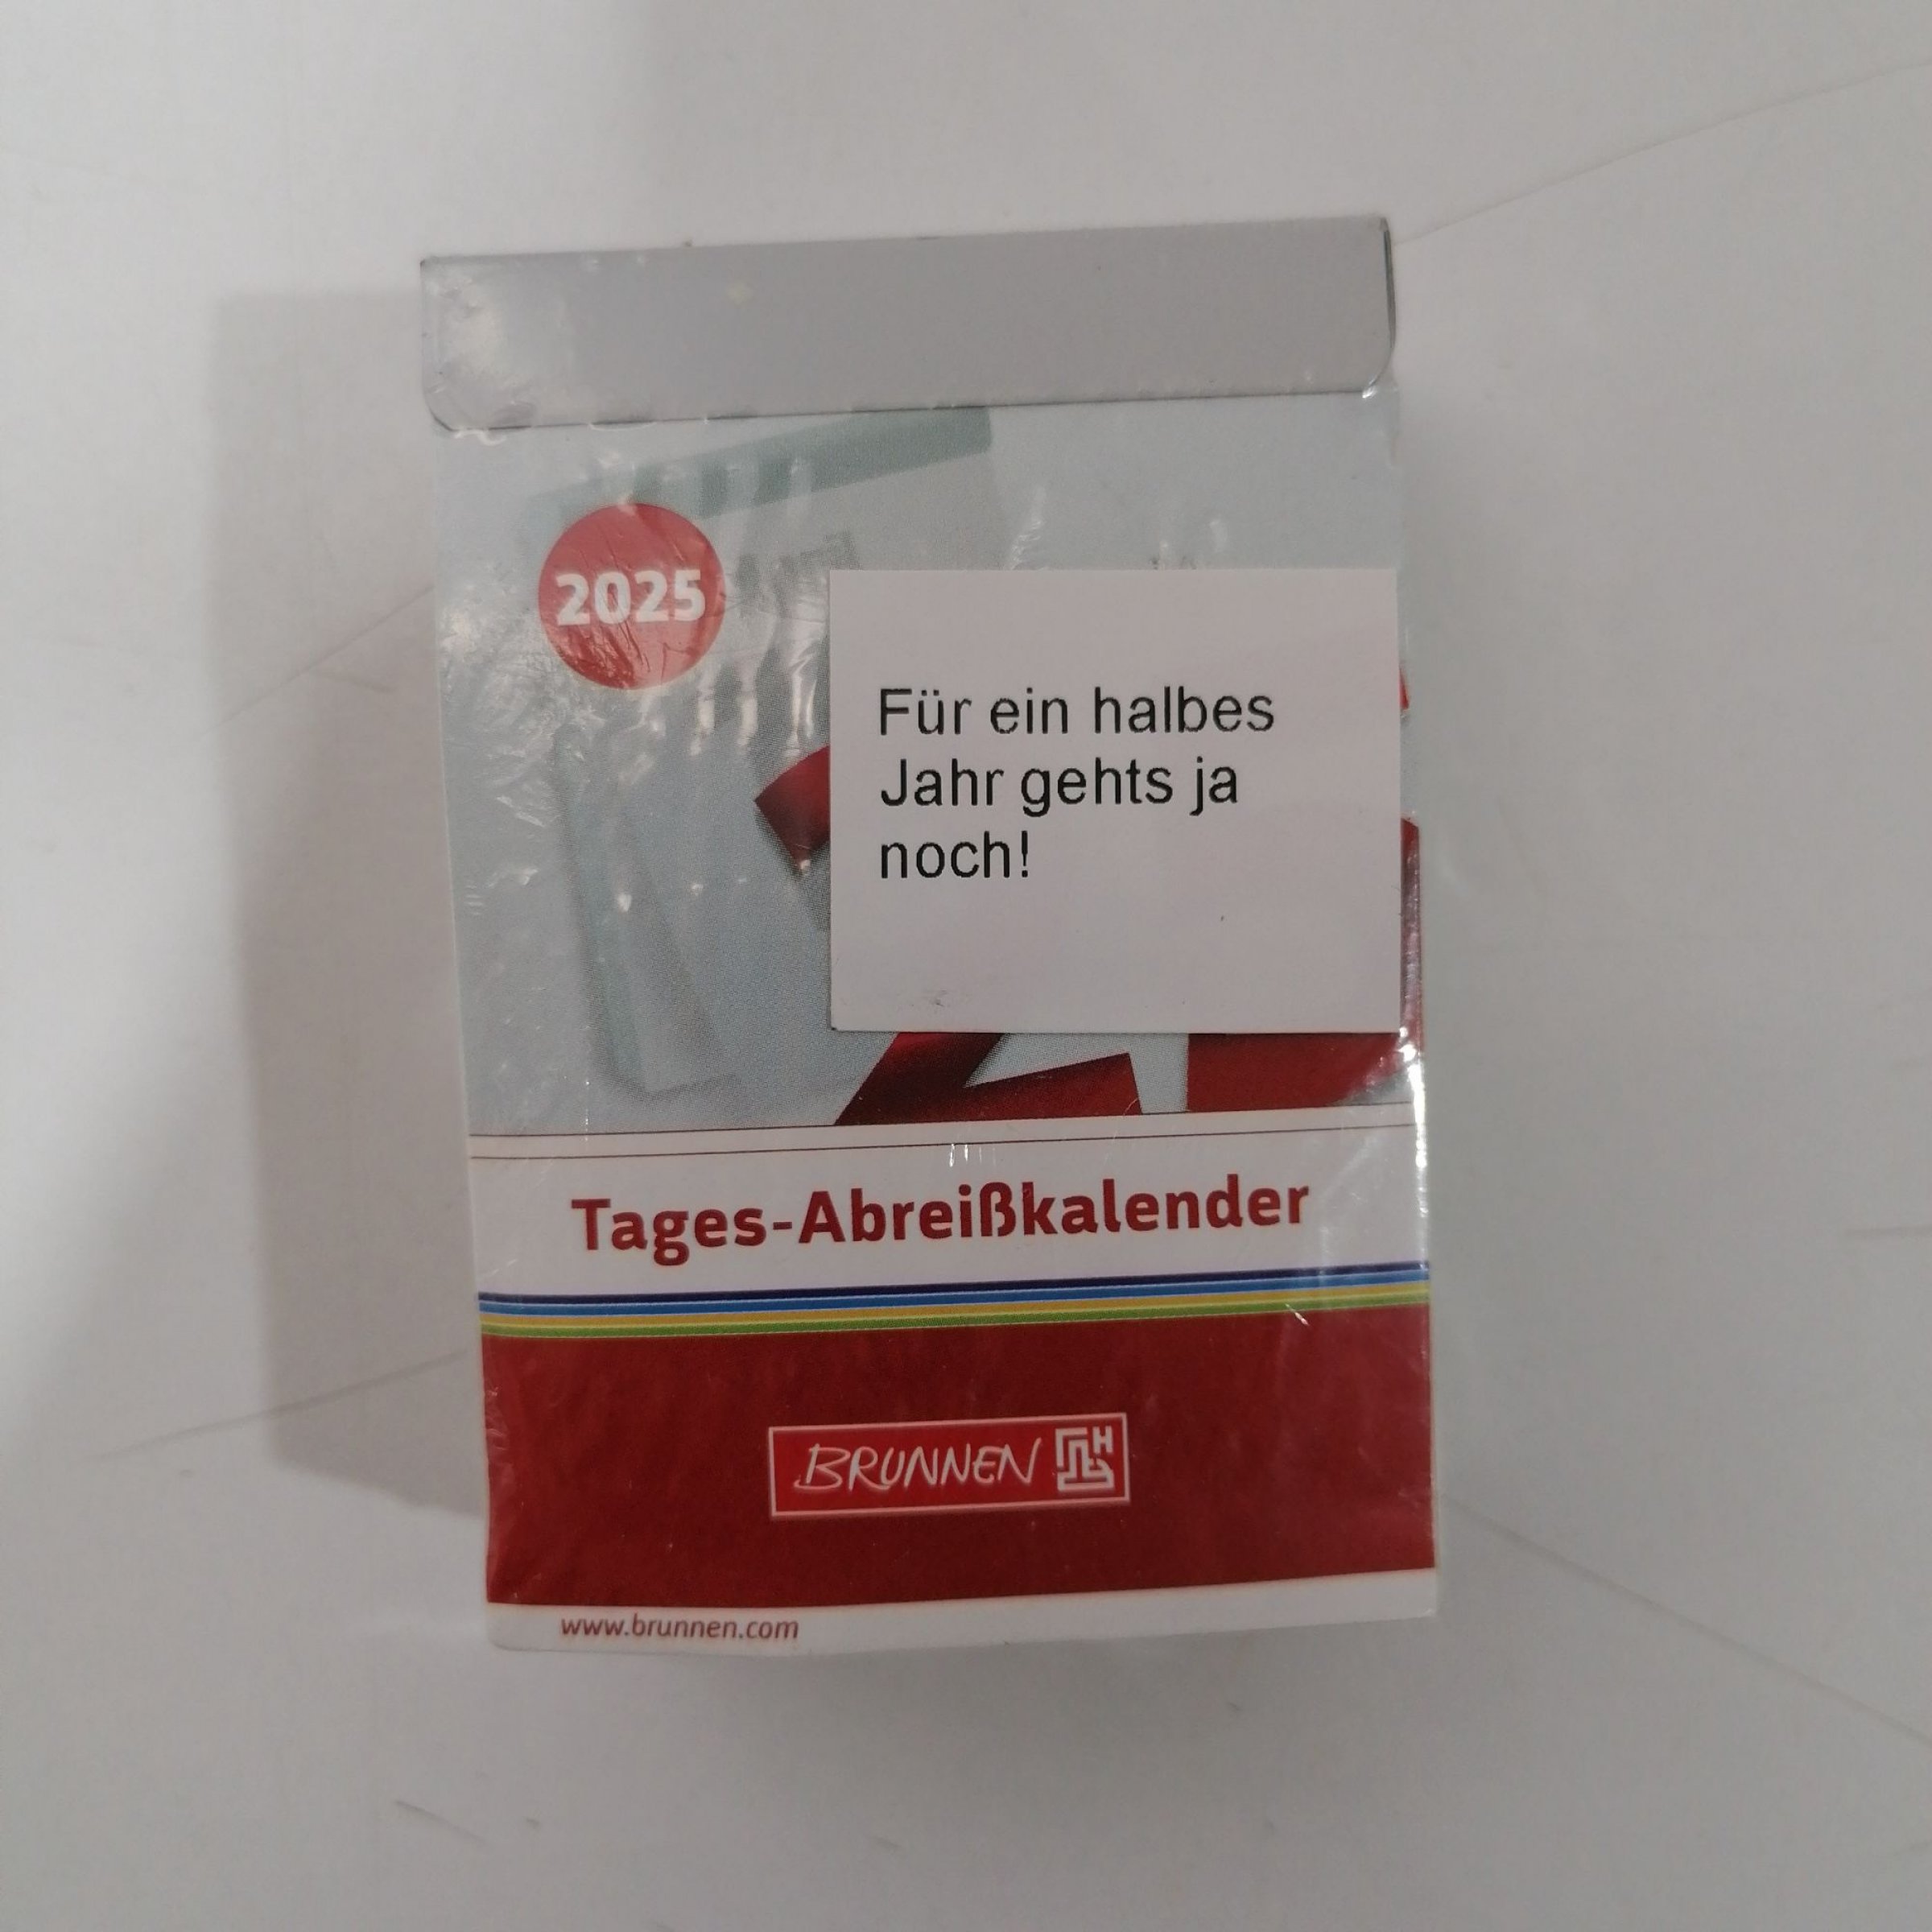 2025
Für ein halbes
Jahr gehts ja
noch!
Tages-Abreißkalender
BRUNNEN
www.brunnen.com